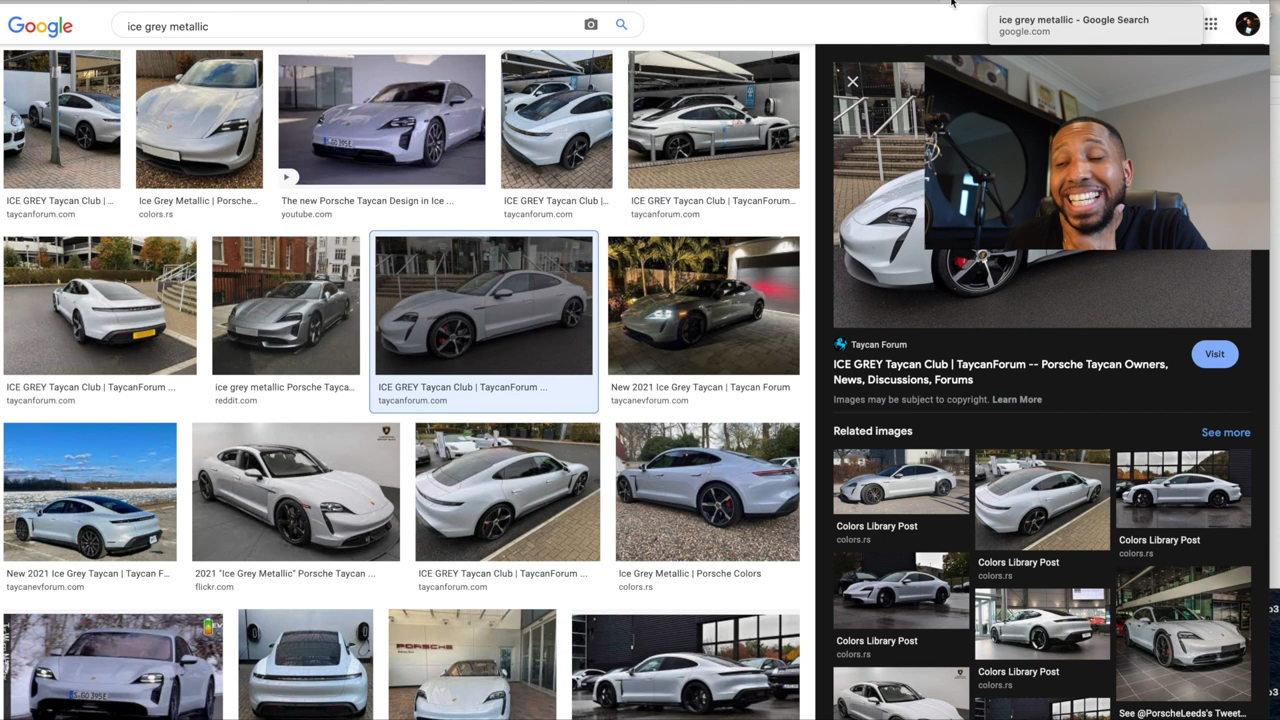 Google
ice grey metallic
ice grey metallic - Google Search
google.com
ICE GREY Taycan Club | ...
taycanforum.com
Ice Grey Metallic | Porsche...
colors.rs
The new Porsche Taycan Design in Ice ...
youtube.com
ICE GREY Taycan Club |...
taycanforum.com
ICE GREY Taycan Club | TaycanForum...
taycanforum.com
ICE GREY Taycan Club | TaycanForum ...
taycanforum.com
ice grey metallic Porsche Tayca...
reddit.com
ICE GREY Taycan Club | TaycanForum ...
taycanforum.com
New 2021 Ice Grey Taycan | Taycan Forum
taycanevforum.com
New 2021 Ice Grey Taycan | Taycan F...
taycanevforum.com
2021 "Ice Grey Metallic" Porsche Taycan ...
flickr.com
ICE GREY Taycan Club | TaycanForum ...
taycanforum.com
Ice Grey Metallic | Porsche Colors
colors.rs
S·GO 395E
PORSCHE
Taycan Forum
ICE GREY Taycan Club | TaycanForum -- Porsche Taycan Owners,
News, Discussions, Forums
Visit
Images may be subject to copyright. Learn More
Related images
See more
Colors Library Post
colors.rs
Colors Library Post
colors.rs
Colors Library Post
colors.rs
Colors Library Post
colors.rs
Colors Library Post
colors.rs
See @PorscheLeeds's Tweet...